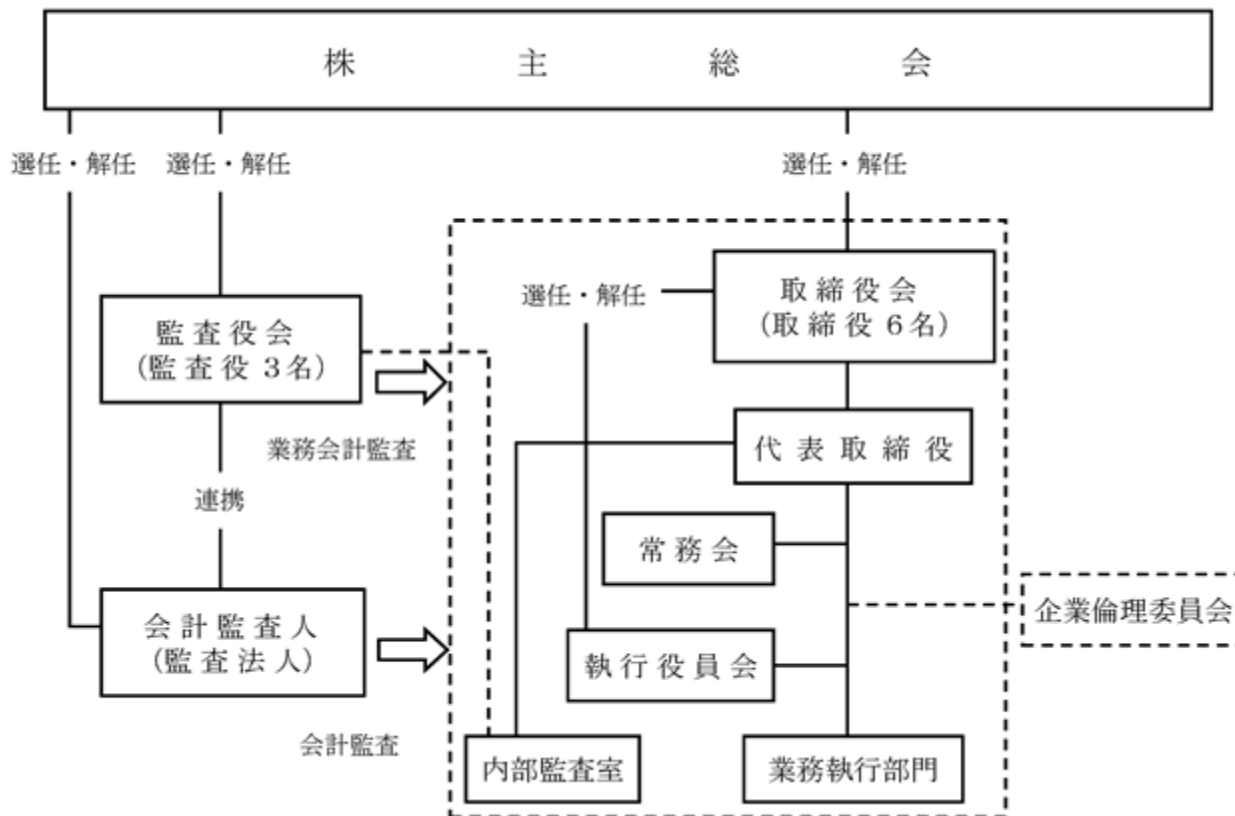 株主総会
選任・解任
選任・解任
選任・解任
取締役会
(取締役6名)
選任・解任
監査役会
(監査役3名)
業務会計監査
代表取締役
連携
常務会
企業倫理委員会
会計監査人
(監査法人)
執行役員会
会計監査
内部監査室
業務執行部門